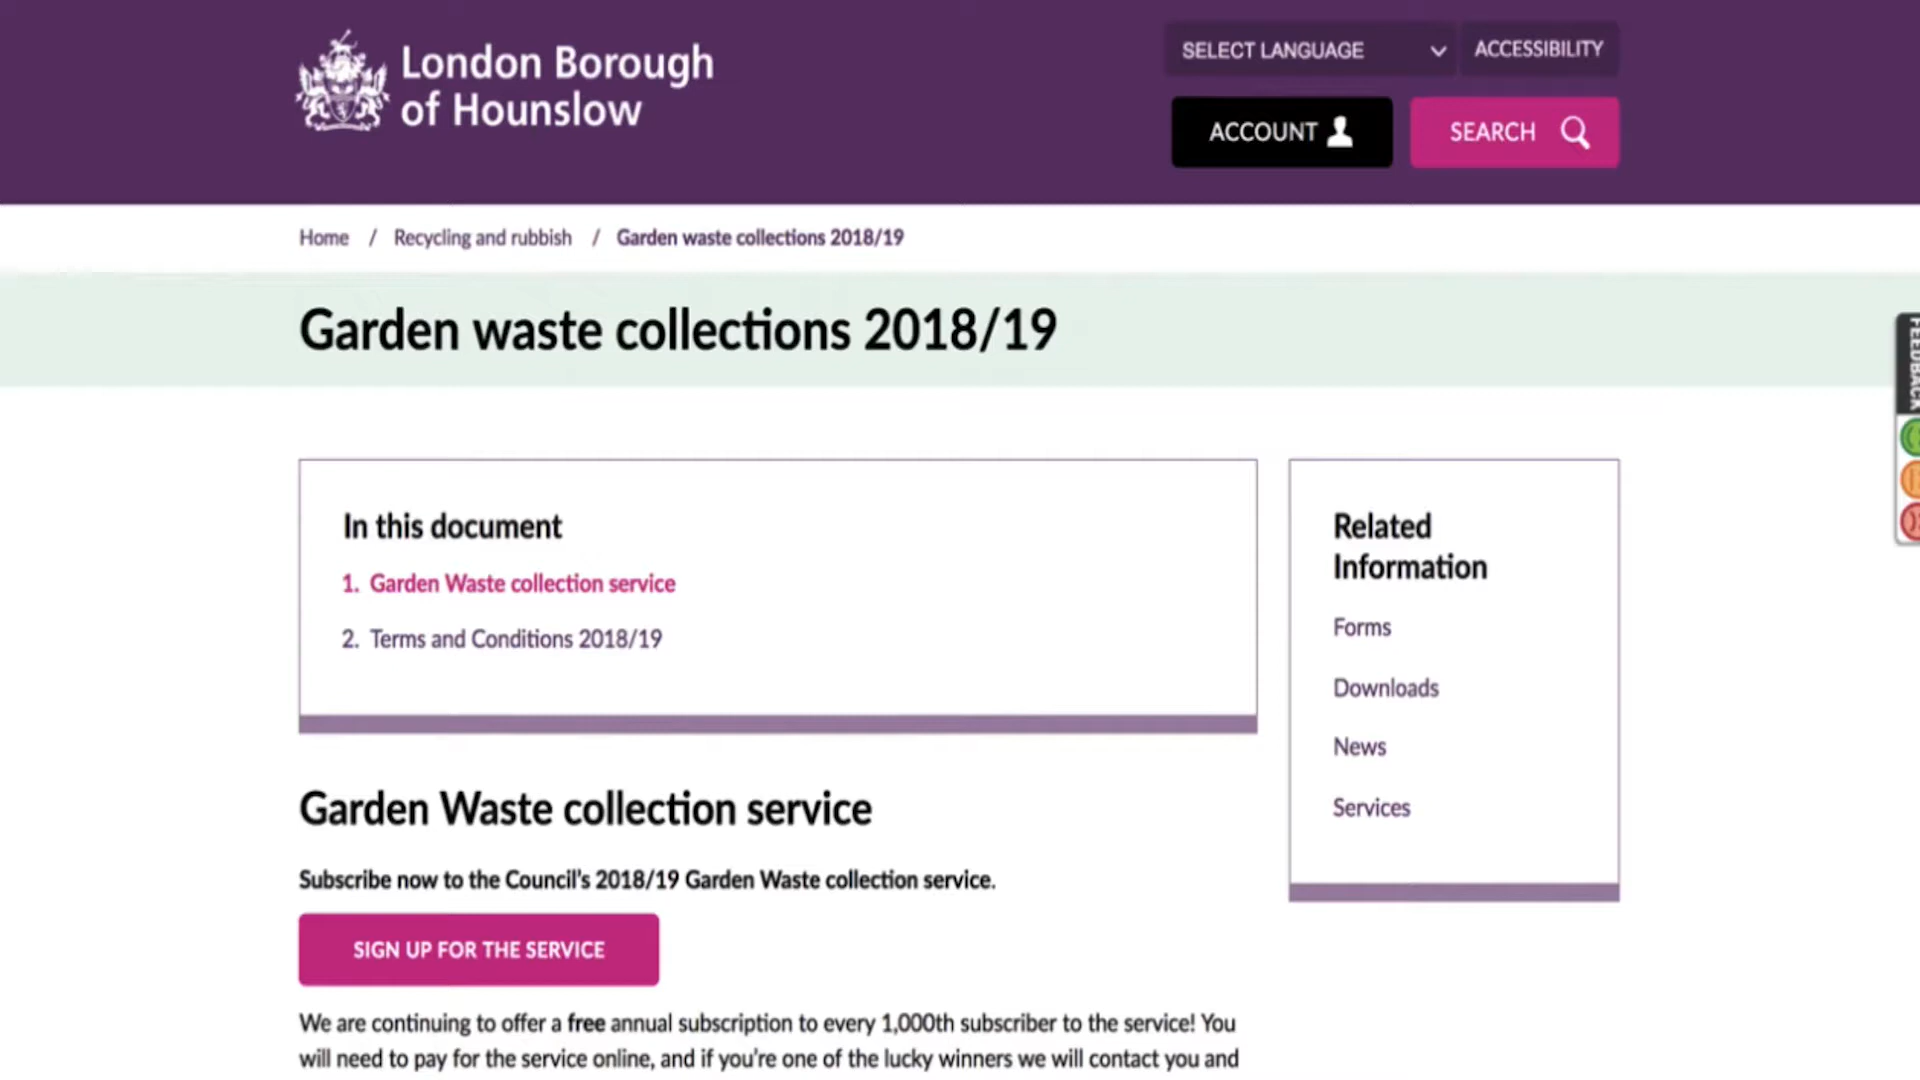 London Borough
of Hounslow
SELECT LANGUAGE
ACCESSIBILITY
ACCOUNT
SEARCH
Home / Recycling and rubbish / Garden waste collections 2018/19
Garden waste collections 2018/19
FEEDBACK
In this document
1. Garden Waste collection service
2. Terms and Conditions 2018/19
Related
Information
Forms
Downloads
News
Services
Garden Waste collection service
Subscribe now to the Council's 2018/19 Garden Waste collection service.
SIGN UP FOR THE SERVICE
We are continuing to offer a free annual subscription to every 1,000th subscriber to the service! You
will need to pay for the service online, and if you're one of the lucky winners we will contact you and